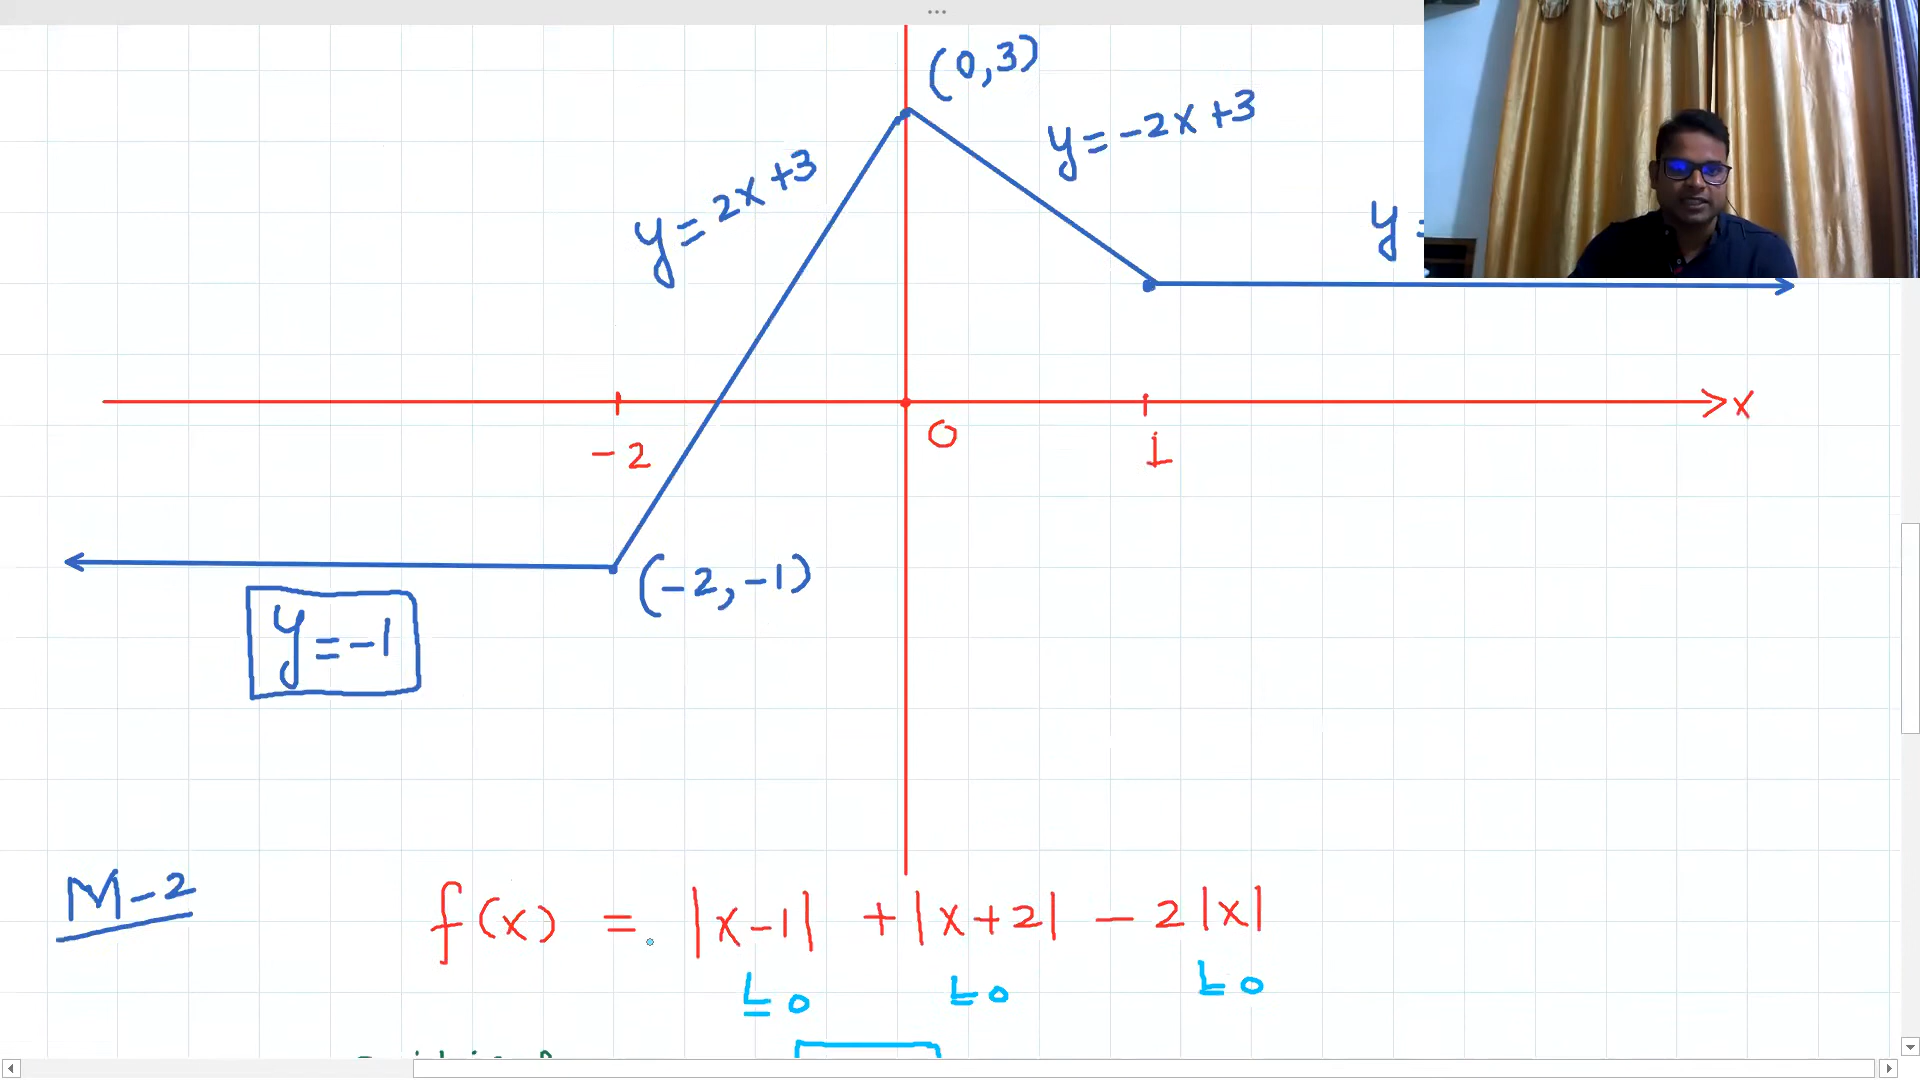 (0,3)
y=-2x+3
y=2x+3
y=
x
0
-2
1
(-2,-1)
y=-1
M-2
f(x) = |x-1| +|x+2| - 2|x|